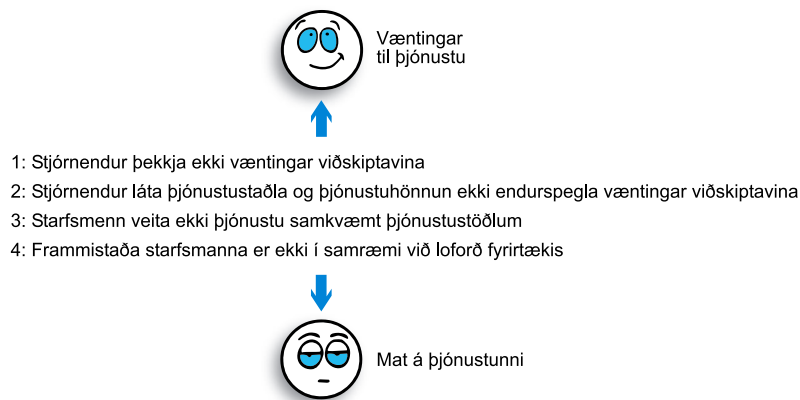 Væntingar
til þjónustu
1: Stjórnendur þekkja ekki væntingar viðskiptavina
2: Stjórnendur láta þjónustustaðla og þjónustuhönnun ekki endurspegla væntingar viðskiptavina
3: Starfsmenn veita ekki þjónustu samkvæmt þjónustustöðlum
4: Frammistaða starfsmanna er ekki í samræmi við loforð fyrirtækis
Mat á þjónustunni